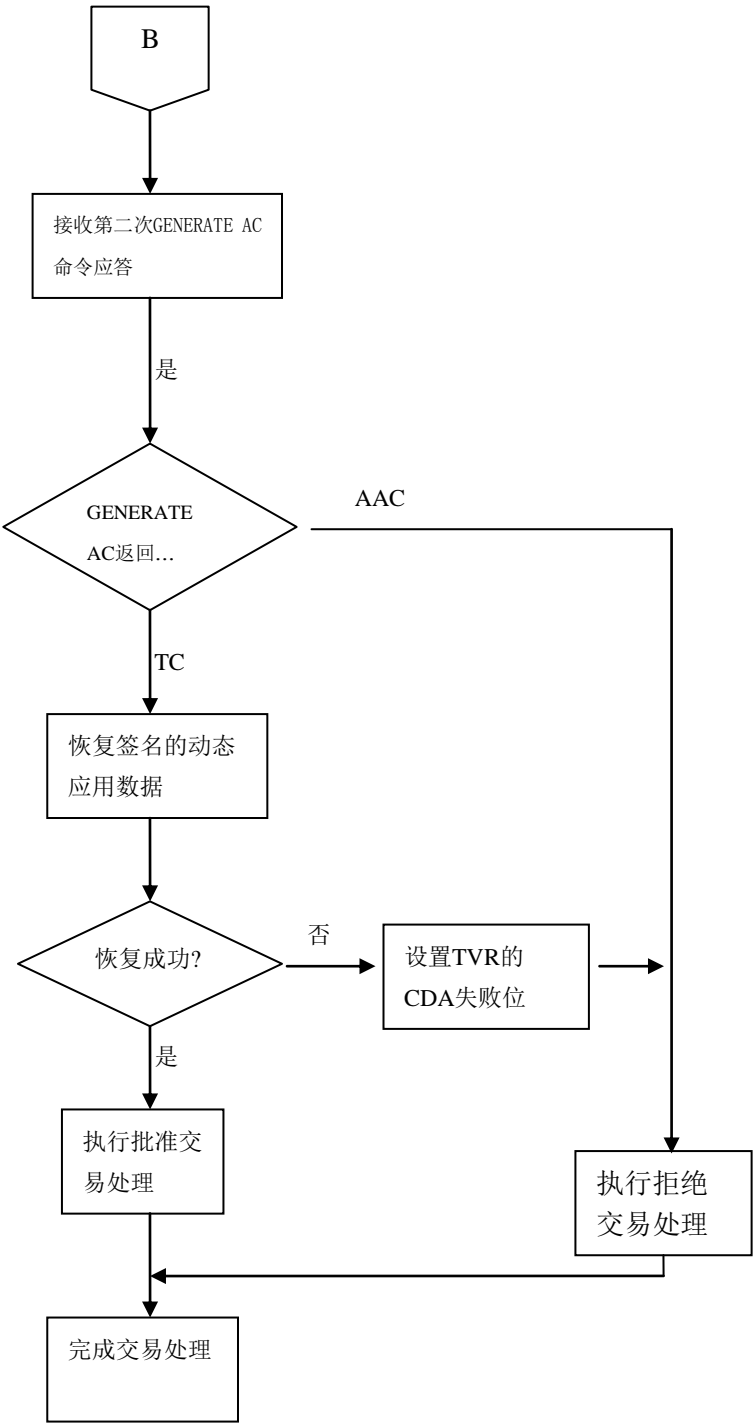 B
接收第二次GENERATE AC
命令应答
是
GENERATE
AC返回...
AAC
TC
恢复签名的动态
应用数据
恢复成功?
否
设置TVR的
CDA失败位
是
执行批准交
易处理
执行拒绝
交易处理
完成交易处理